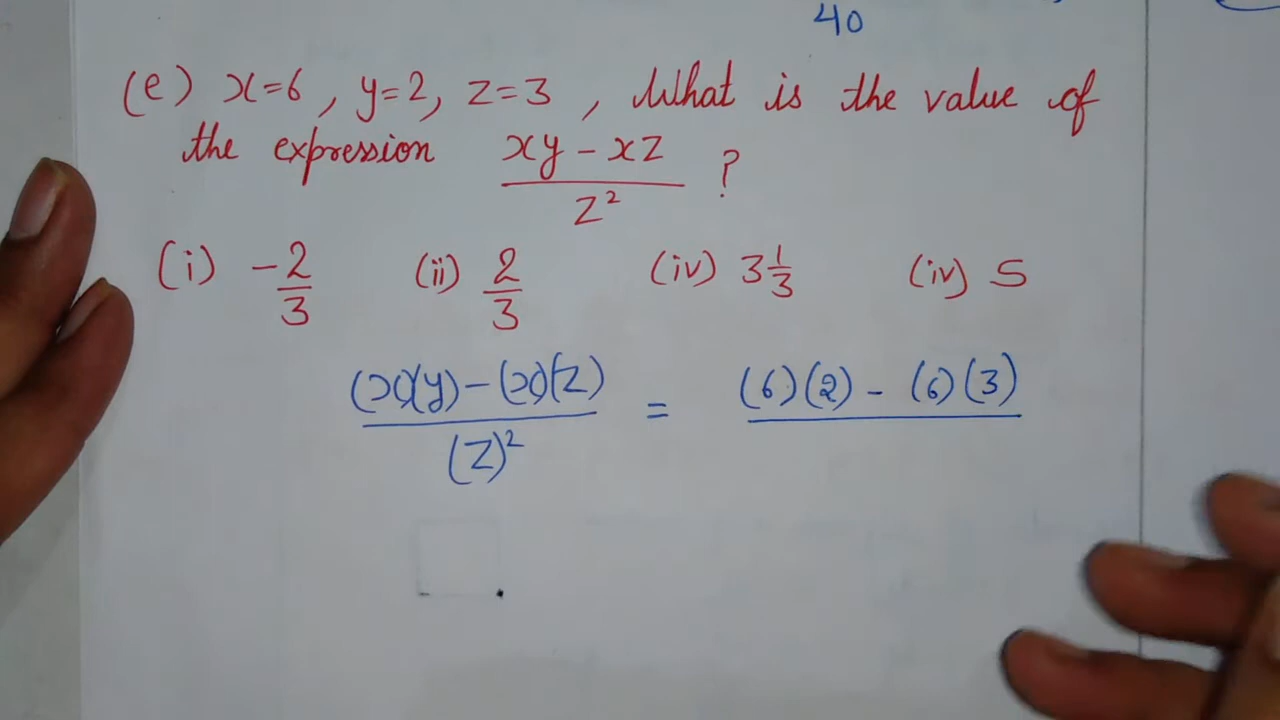 40
(e) x=6, y=2, z=3, What is the value of
the expression xy - xz / z² ?
(i) -2/3 (ii) 2/3 (iv) 3 1/3 (iv) 5
(x)(y) - (x)(z) / (z)² = (6)(2) - (6)(3)